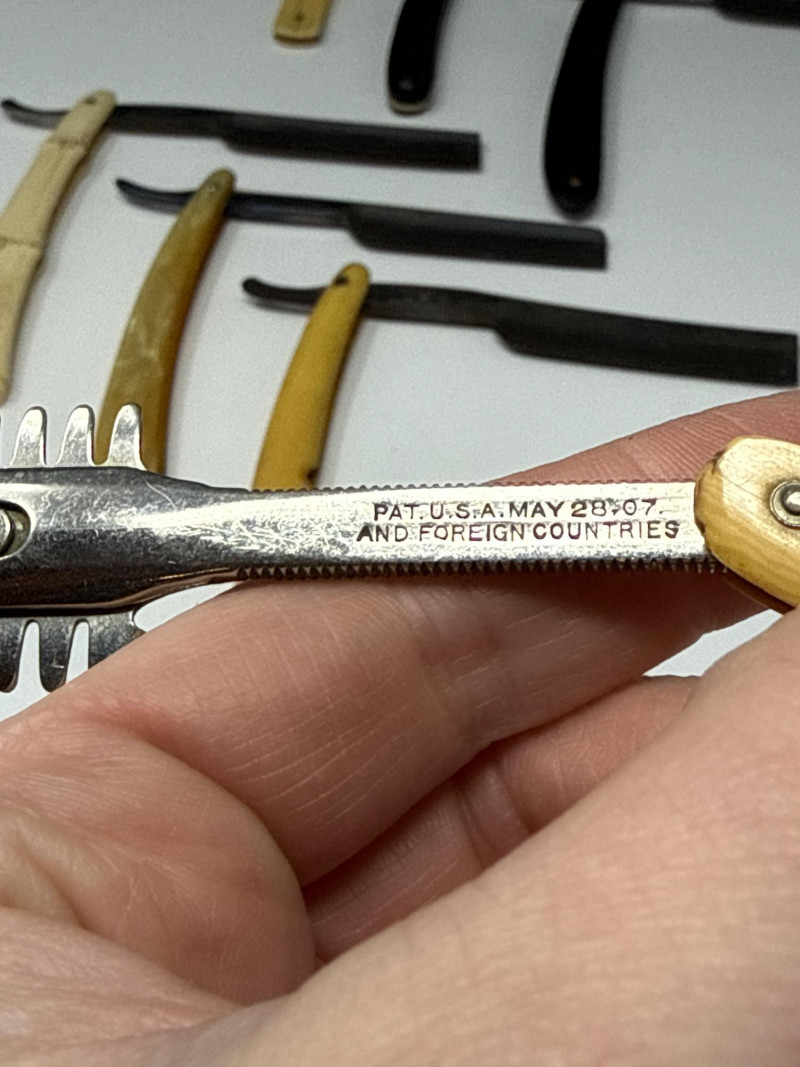 PAT. U.S.A. MAY 28, 07.
AND FOREIGN COUNTRIES